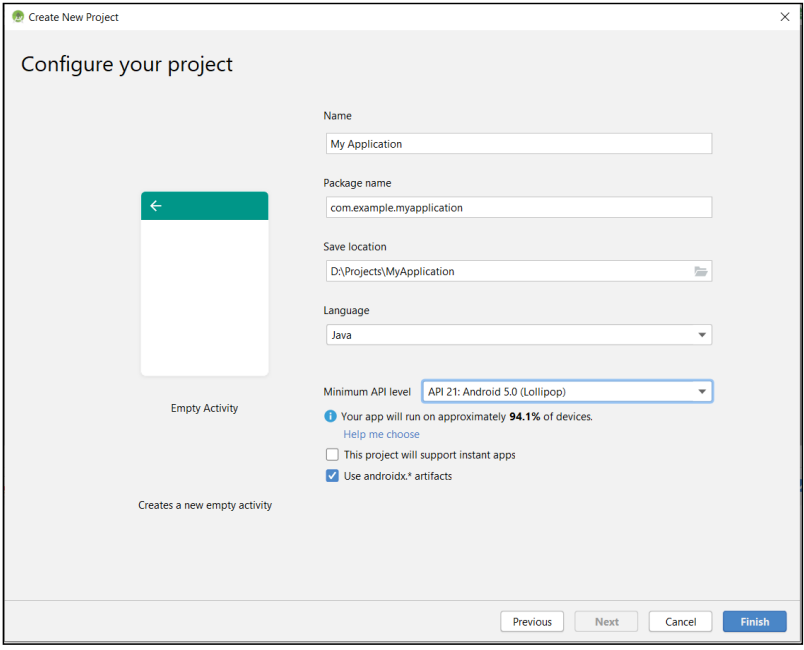 Create New Project
Configure your project
Name
My Application
Package name
com.example.myapplication
Save location
D:\Projects\MyApplication
Language
Java
Minimum API level API 21: Android 5.0 (Lollipop)
Your app will run on approximately 94.1% of devices.
Help me choose
This project will support instant apps
Use androidx.* artifacts
Empty Activity
Creates a new empty activity
Previous Next Cancel Finish